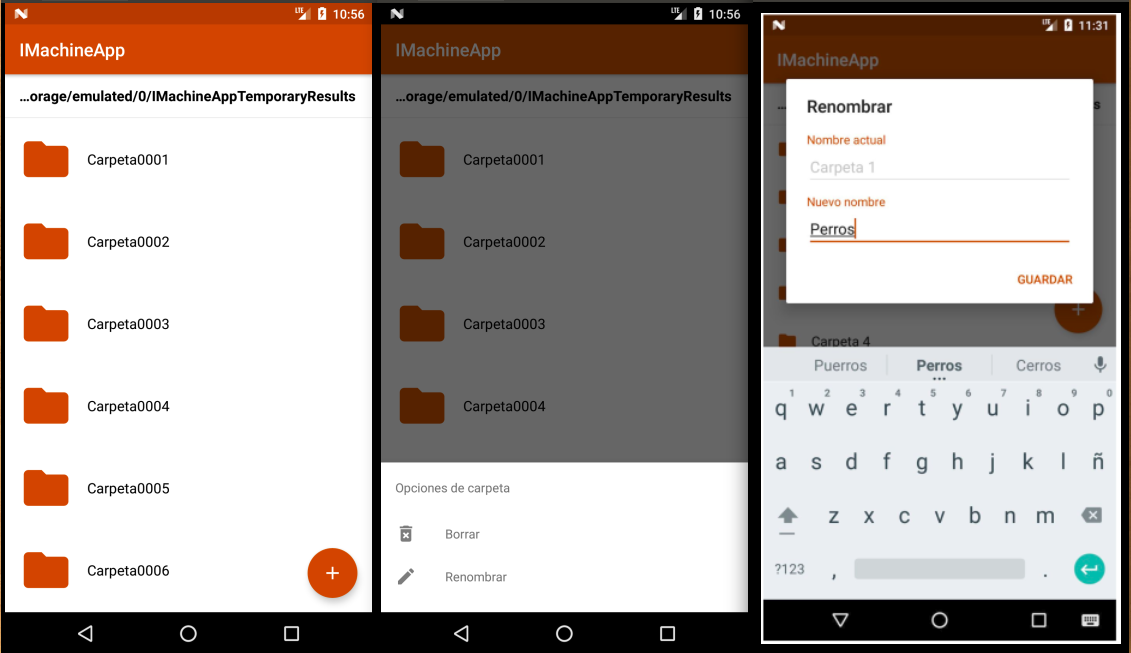 LTE 10:56
IMachineApp
...orage/emulated/0/IMachineAppTemporaryResults
Carpeta0001
Carpeta0002
Carpeta0003
Carpeta0004
Carpeta0005
Carpeta0006
+
LTE 10:56
IMachineApp
...orage/emulated/0/IMachineAppTemporaryResults
Carpeta0001
Carpeta0002
Carpeta0003
Carpeta0004
Opciones de carpeta
Borrar
Renombrar
LTE 11:31
IMachineApp
... s
Renombrar
Nombre actual
Carpeta 1
Nuevo nombre
Perros
GUARDAR
+
Carpeta 4
Puerros Perros Cerros
1 2 3 4 5 6 7 8 9 0
q w e r t y u i o p
a s d f g h j k l ñ
z x c v b n m
?123 , .